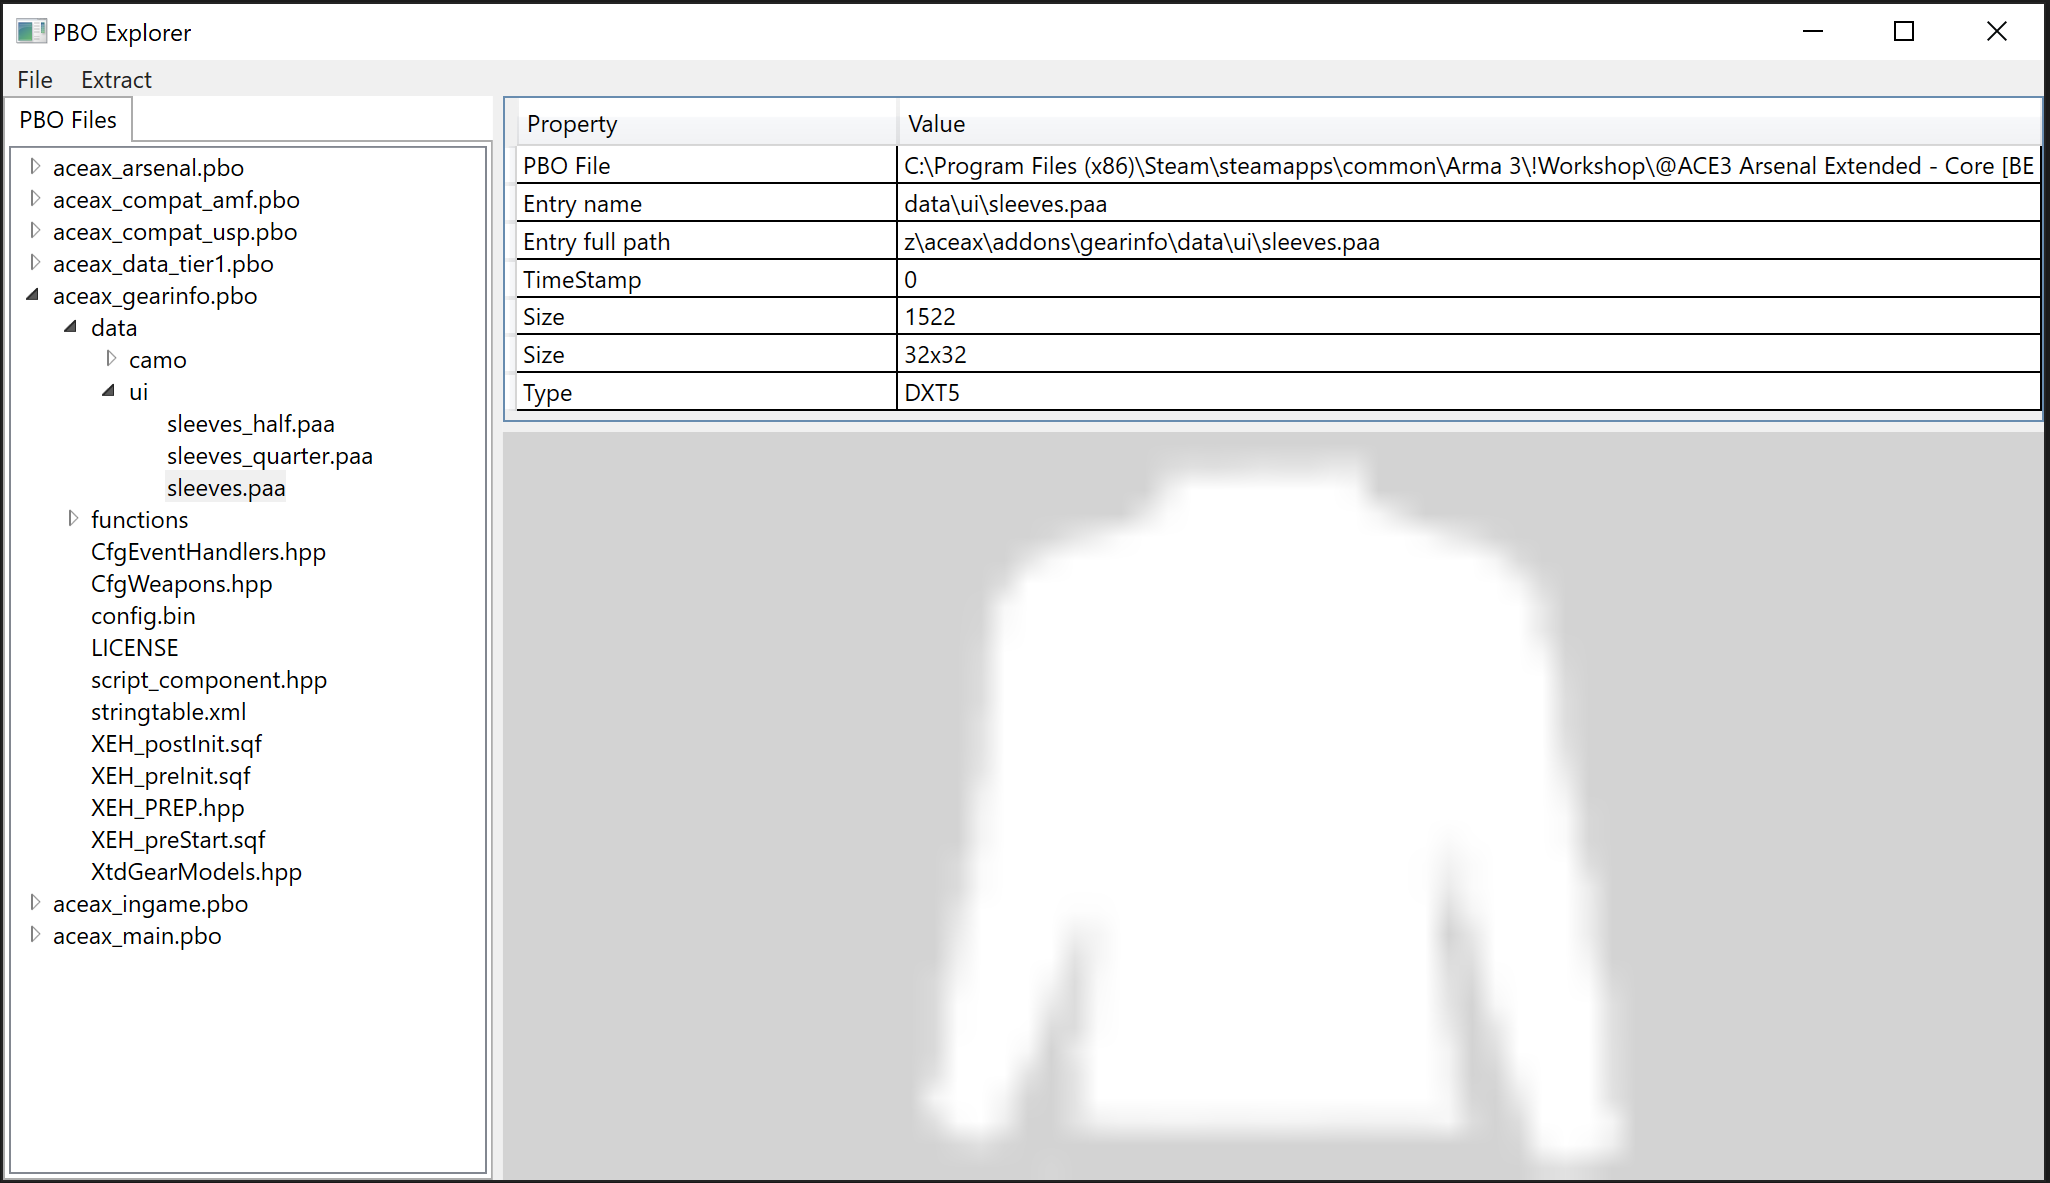 PBO Explorer
File Extract
PBO Files
aceax_arsenal.pbo
aceax_compat_amf.pbo
aceax_compat_usp.pbo
aceax_data_tier1.pbo
aceax_gearinfo.pbo
data
camo
ui
sleeves_half.paa
sleeves_quarter.paa
sleeves.paa
functions
CfgEventHandlers.hpp
CfgWeapons.hpp
config.bin
LICENSE
script_component.hpp
stringtable.xml
XEH_postInit.sqf
XEH_preInit.sqf
XEH_PREP.hpp
XEH_preStart.sqf
XtdGearModels.hpp
aceax_ingame.pbo
aceax_main.pbo
Property Value
PBO File C:\Program Files (x86)\Steam\steamapps\common\Arma 3\!Workshop\@ACE3 Arsenal Extended - Core [BE
Entry name data\ui\sleeves.paa
Entry full path z\aceax\addons\gearinfo\data\ui\sleeves.paa
TimeStamp 0
Size 1522
Size 32x32
Type DXT5